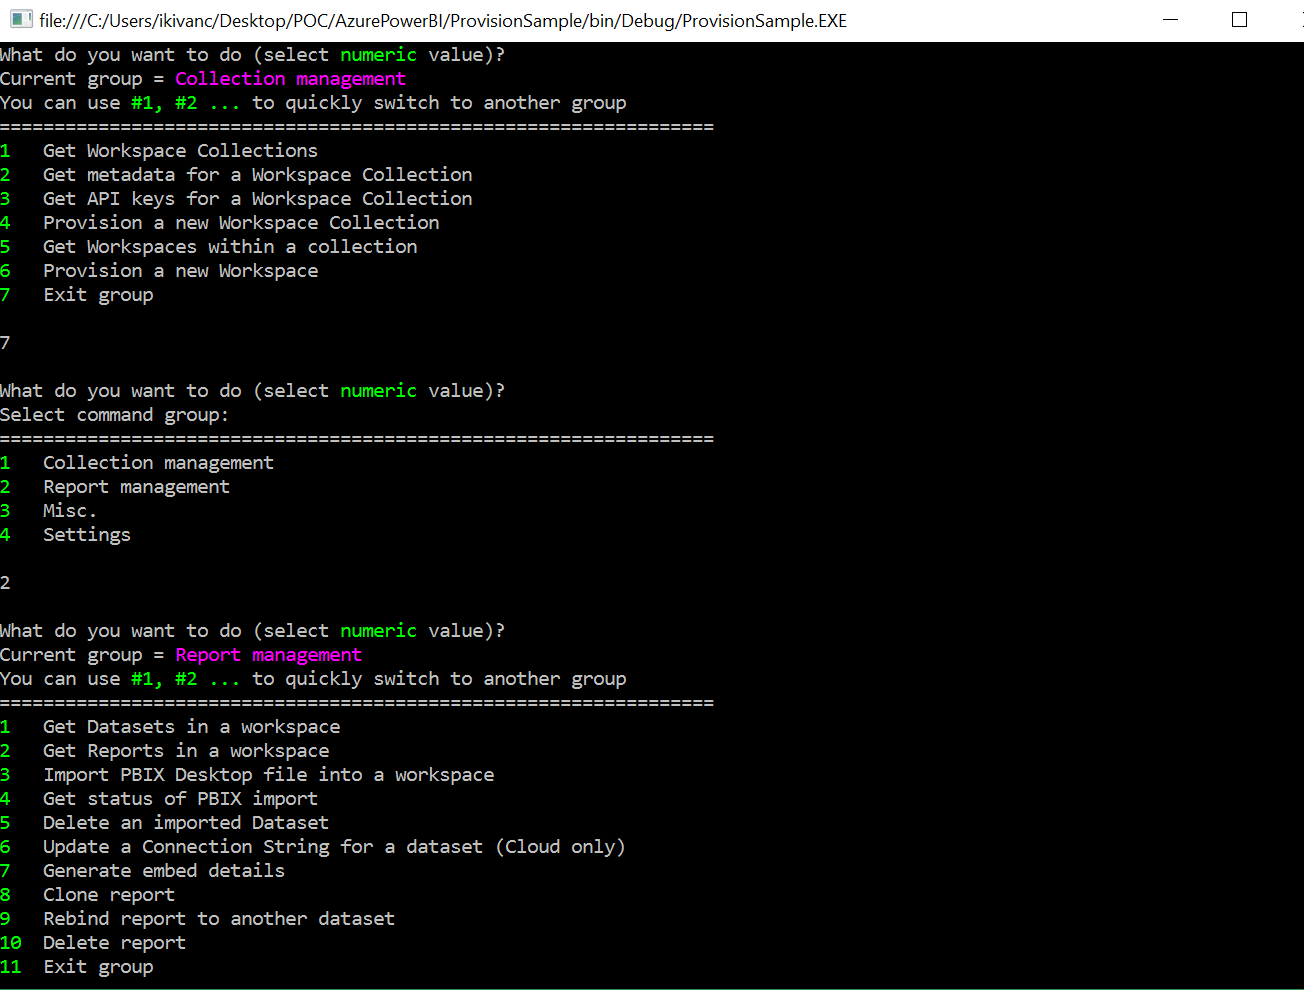 file:///C:/Users/ikivanc/Desktop/POC/AzurePowerBI/ProvisionSample/bin/Debug/ProvisionSample.EXE
What do you want to do (select numeric value)?
Current group = Collection management
You can use #1, #2 ... to quickly switch to another group
=================================================================
1 Get Workspace Collections
2 Get metadata for a Workspace Collection
3 Get API keys for a Workspace Collection
4 Provision a new Workspace Collection
5 Get Workspaces within a collection
6 Provision a new Workspace
7 Exit group
7
What do you want to do (select numeric value)?
Select command group:
=================================================================
1 Collection management
2 Report management
3 Misc.
4 Settings
2
What do you want to do (select numeric value)?
Current group = Report management
You can use #1, #2 ... to quickly switch to another group
=================================================================
1 Get Datasets in a workspace
2 Get Reports in a workspace
3 Import PBIX Desktop file into a workspace
4 Get status of PBIX import
5 Delete an imported Dataset
6 Update a Connection String for a dataset (Cloud only)
7 Generate embed details
8 Clone report
9 Rebind report to another dataset
10 Delete report
11 Exit group